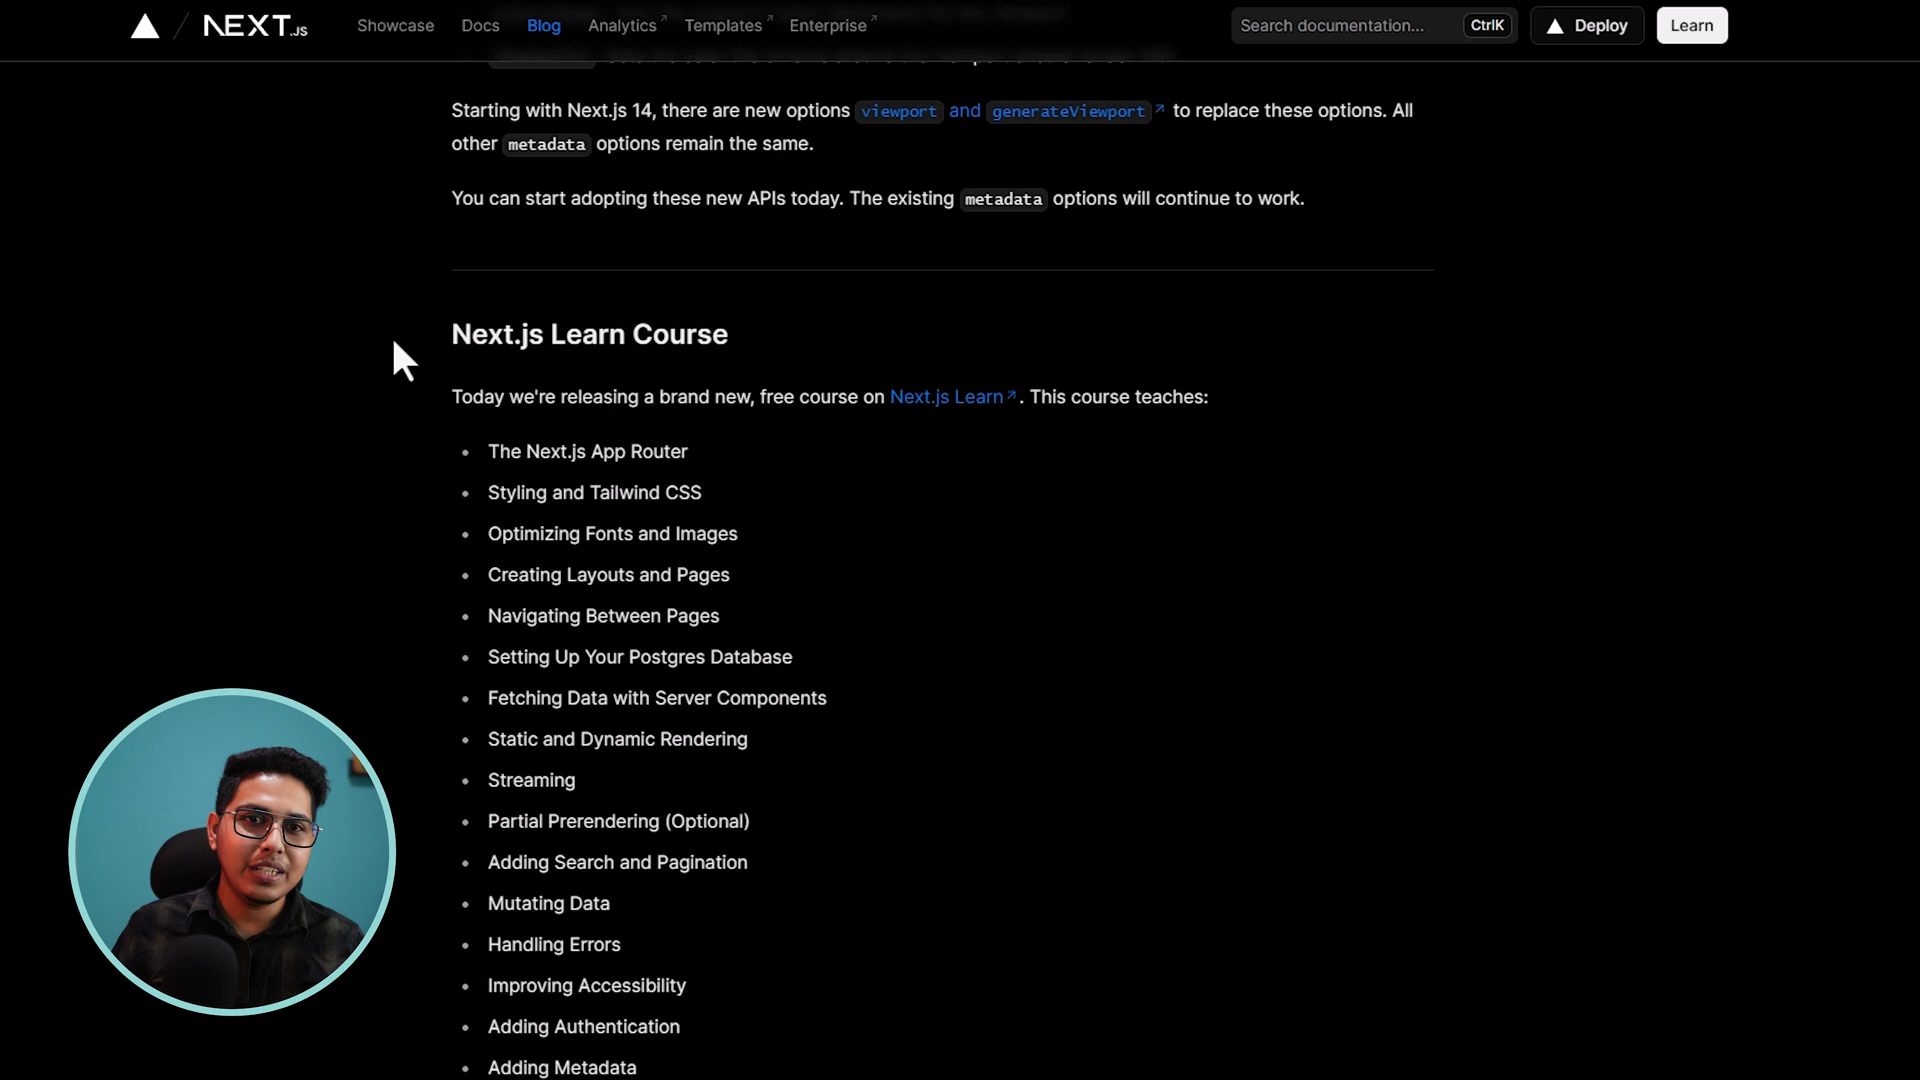 NEXT.JS Showcase Docs Blog Analytics Templates Enterprise Search documentation... CtrlK Deploy Learn
Starting with Next.js 14, there are new options viewport and generateViewport to replace these options. All
other metadata options remain the same.
You can start adopting these new APIs today. The existing metadata options will continue to work.
Next.js Learn Course
Today we're releasing a brand new, free course on Next.js Learn. This course teaches:
The Next.js App Router
Styling and Tailwind CSS
Optimizing Fonts and Images
Creating Layouts and Pages
Navigating Between Pages
Setting Up Your Postgres Database
Fetching Data with Server Components
Static and Dynamic Rendering
Streaming
Partial Prerendering (Optional)
Adding Search and Pagination
Mutating Data
Handling Errors
Improving Accessibility
Adding Authentication
Adding Metadata